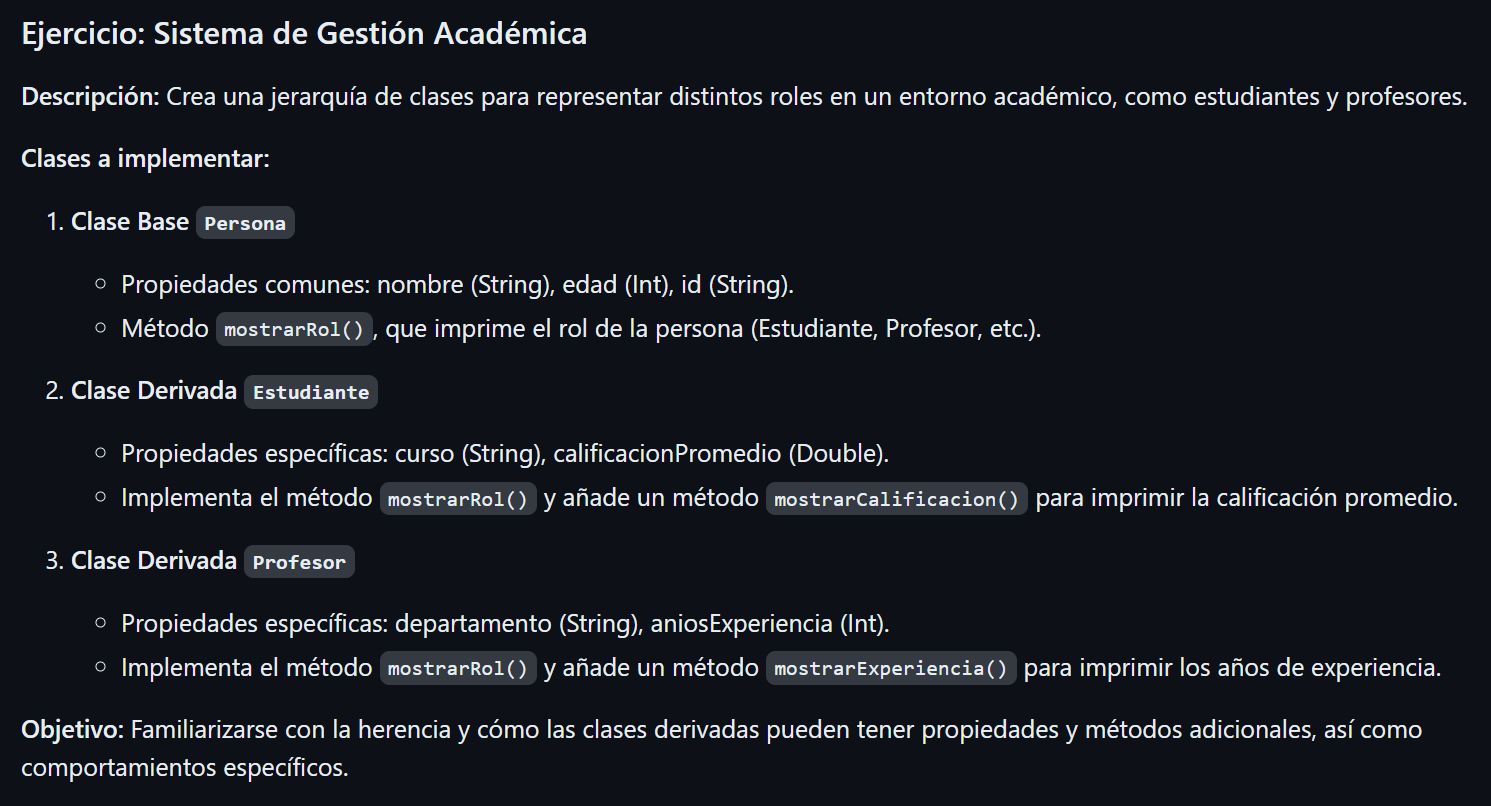 Ejercicio: Sistema de Gestión Académica
Descripción: Crea una jerarquía de clases para representar distintos roles en un entorno académico, como estudiantes y profesores.
Clases a implementar:
1. Clase Base Persona
○ Propiedades comunes: nombre (String), edad (Int), id (String).
○ Método mostrarRol(), que imprime el rol de la persona (Estudiante, Profesor, etc.).
2. Clase Derivada Estudiante
○ Propiedades específicas: curso (String), calificacionPromedio (Double).
○ Implementa el método mostrarRol() y añade un método mostrarCalificacion() para imprimir la calificación promedio.
3. Clase Derivada Profesor
○ Propiedades específicas: departamento (String), aniosExperiencia (Int).
○ Implementa el método mostrarRol() y añade un método mostrarExperiencia() para imprimir los años de experiencia.
Objetivo: Familiarizarse con la herencia y cómo las clases derivadas pueden tener propiedades y métodos adicionales, así como
comportamientos específicos.